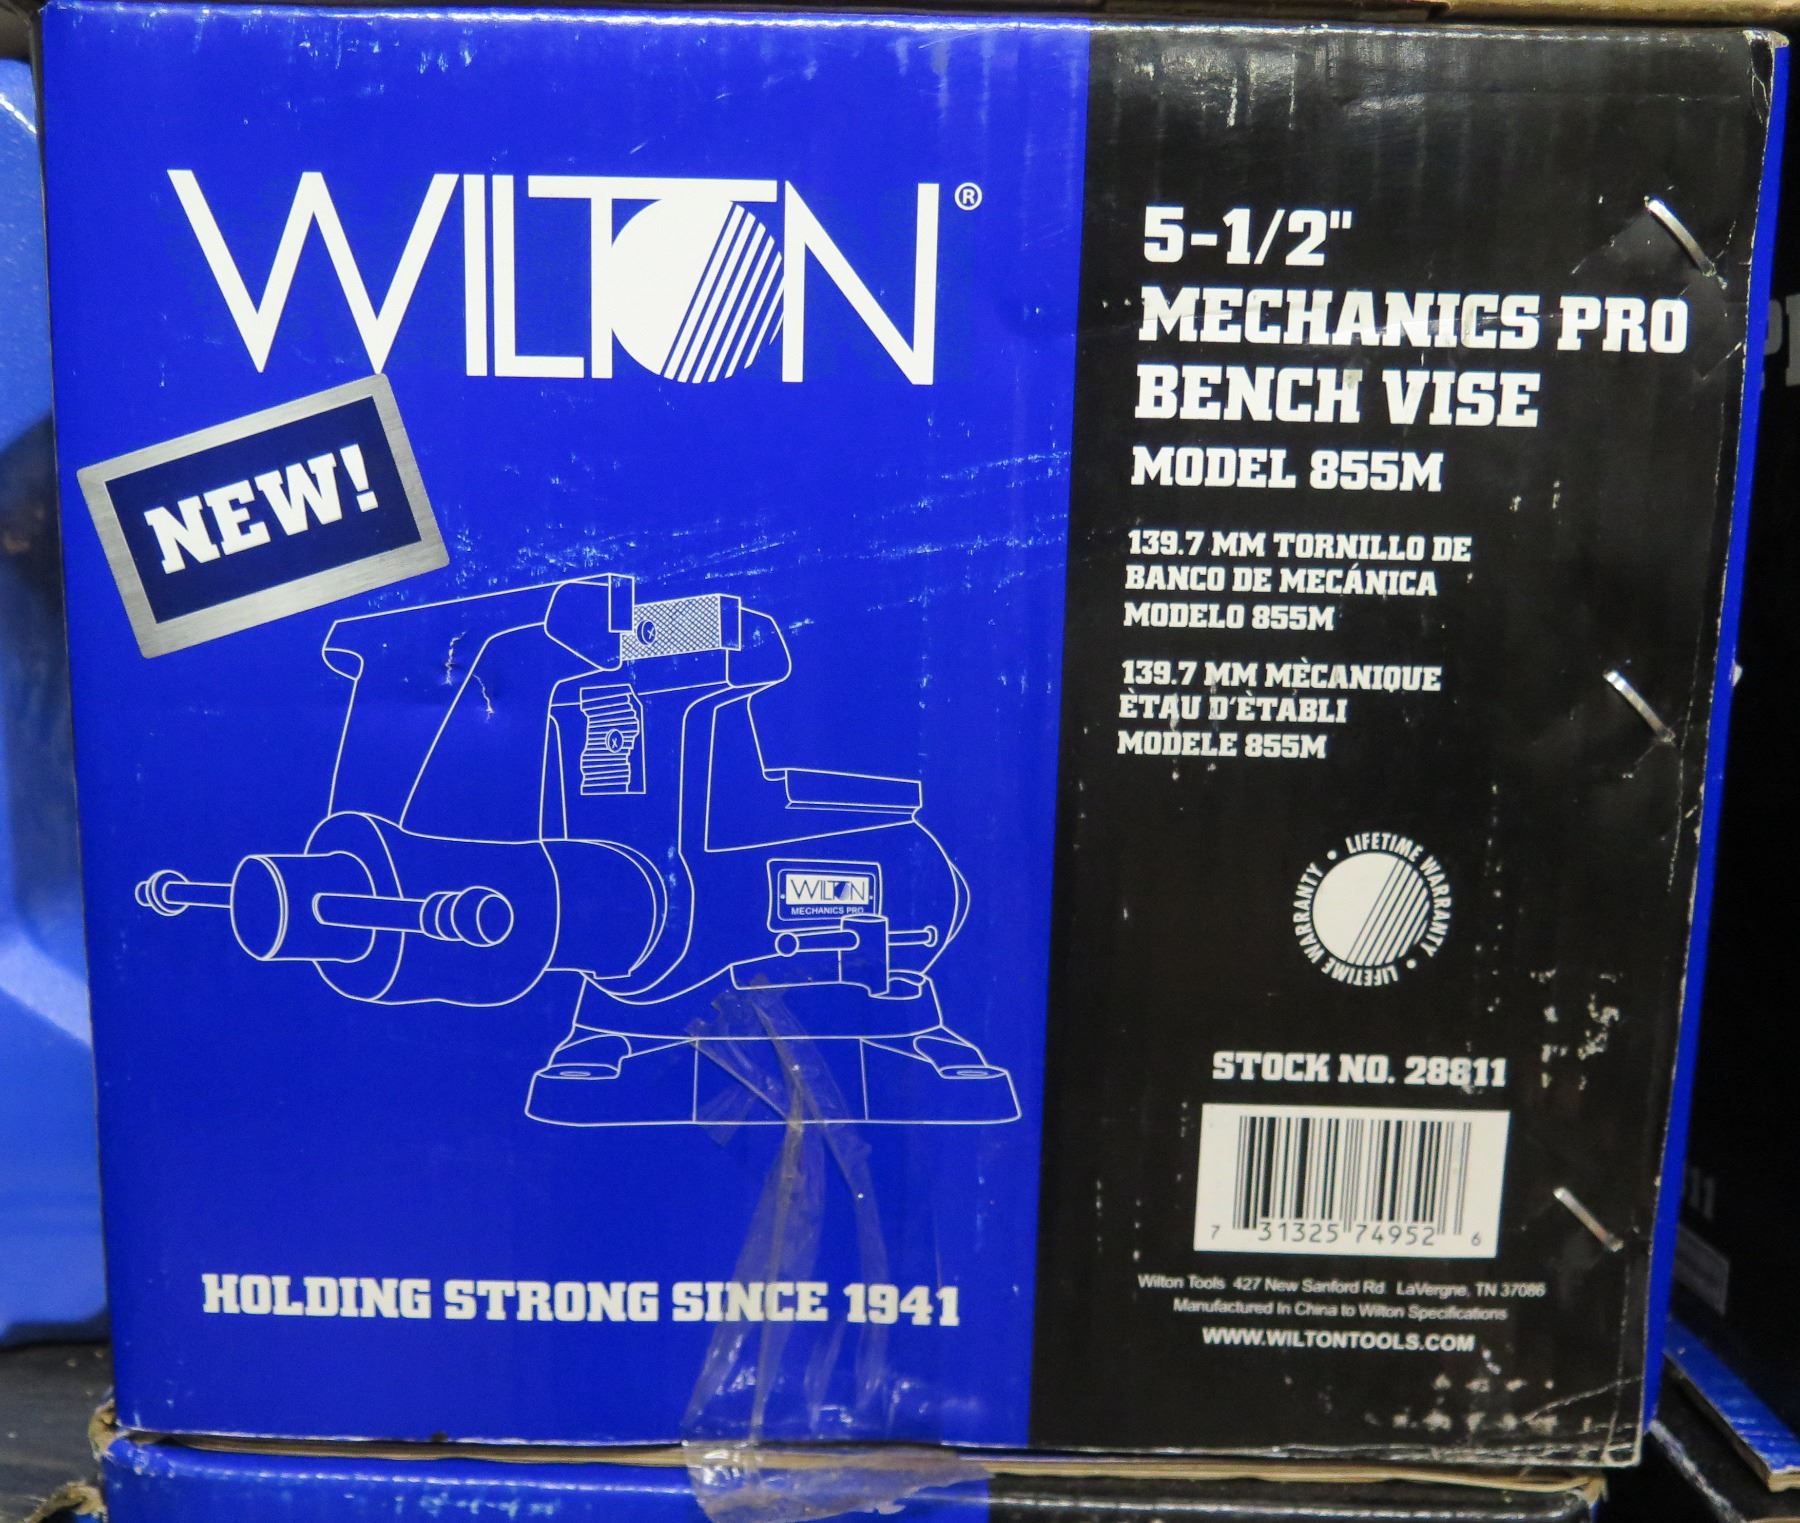 WILTON®
NEW!
WILTON
MECHANICS PRO
HOLDING STRONG SINCE 1941
5-1/2"
MECHANICS PRO
BENCH VISE
MODEL 855M
139.7 MM TORNILLO DE
BANCO DE MECÁNICA
MODELO 855M
139.7 MM MÈCANIQUE
ÈTAU D'ÈTABLI
MODELE 855M
LIFETIME WARRANTY • LIFETIME WARRANTY •
STOCK NO. 28811
7 31325 74952 6
Wilton Tools 427 New Sanford Rd. LaVergne, TN 37086
Manufactured In China to Wilton Specifications
WWW.WILTONTOOLS.COM